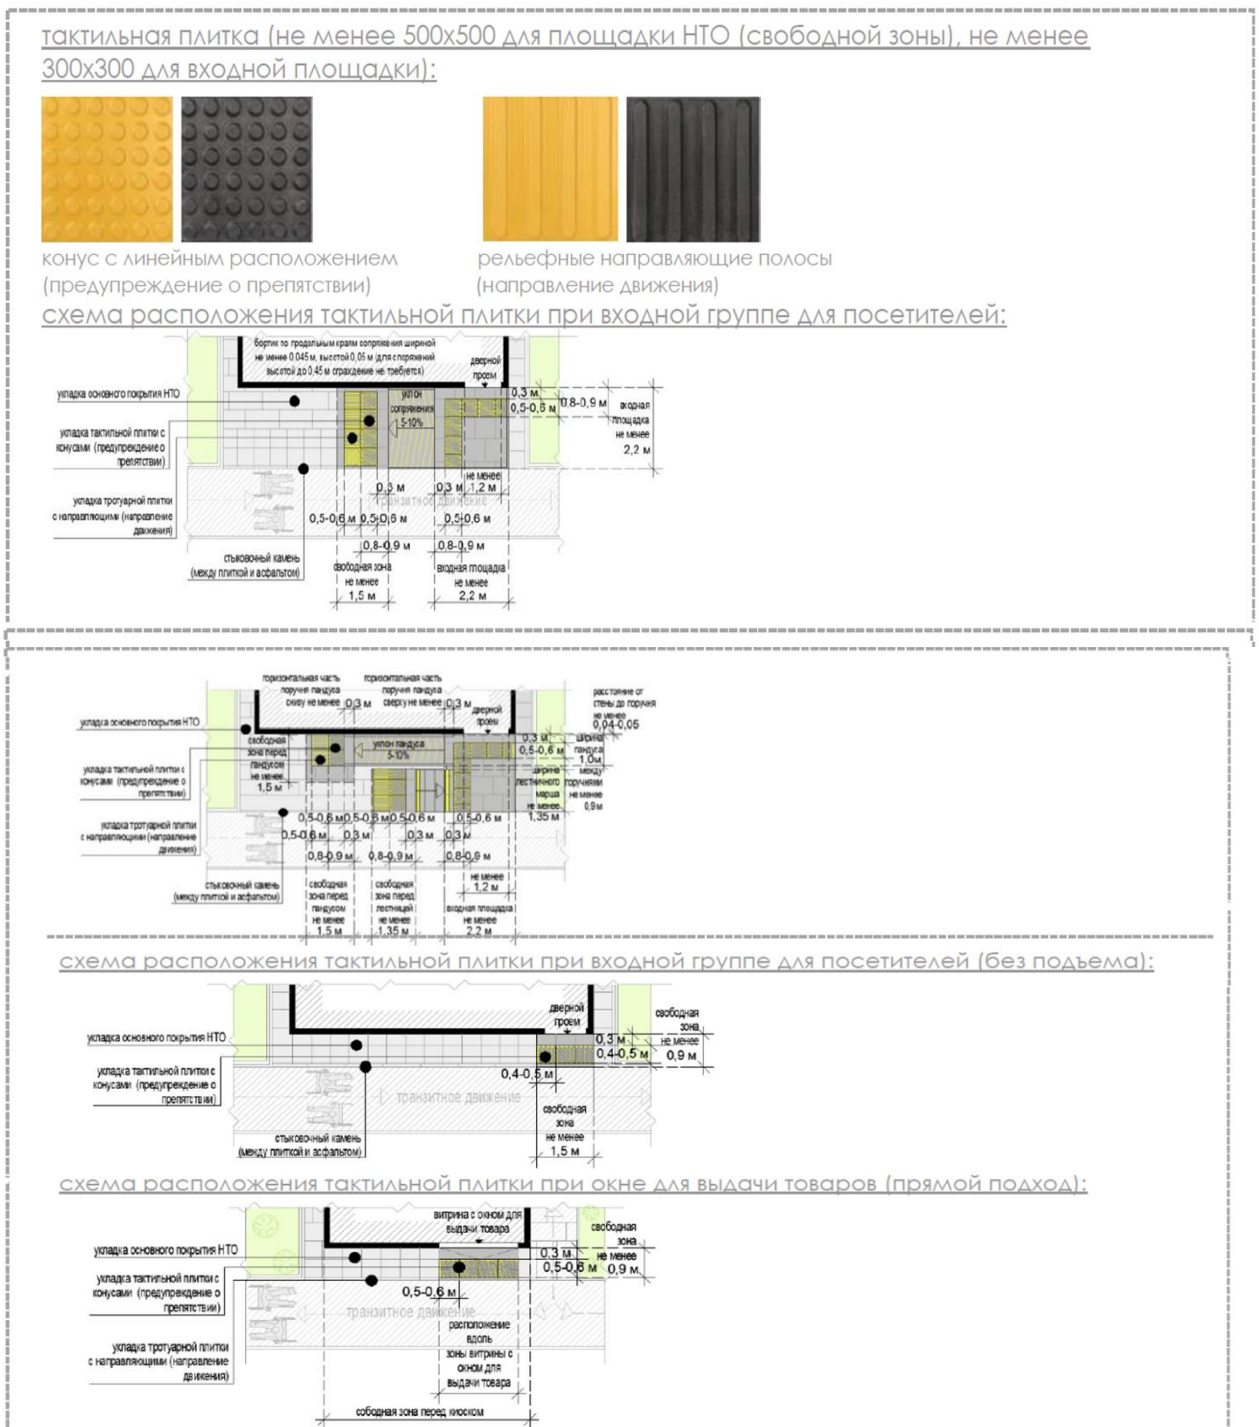 тактильная плитка (не менее 500х500 для площадки НТО (свободной зоны), не менее
300х300 для входной площадки):
конус с линейным расположением
(предупреждение о препятствии)
рельефные направляющие полосы
(направление движения)
схема расположения тактильной плитки при входной группе для посетителей:
бортик по продольным краям сопряжения шириной
не менее 0.045 м, высотой 0,05 м (для споряжений
высотой до 0,45 м ограждение не требуется)
дверной
проем
укладка основного покрытия НТО
уклон
сопряжения
5-10%
0,3 м
0,5-0,6 м
0,8-0,9 м
входная
площадка
не менее
2,2 м
укладка тактильной плитки с
конусами (предупреждение о
препятствии)
укладка тротуарной плитки
с направляющими (направление
движения)
0,3 м
0,3 м
не менее
1,2 м
транзитное движение
0,5-0,6 м
0,5-0,6 м
0,5-0,6 м
0,8-0,9 м
0,8-0,9 м
стыковочный камень
(между плиткой и асфальтом)
свободная зона
не менее
1,5 м
входная площадка
не менее
2,2 м
горизонтальная часть
поручня пандуса
снизу не менее
0,3 м
горизонтальная часть
поручня пандуса
сверху не менее
0,3 м
дверной
проем
расстояние от
стены до поручня
не менее
0,04-0,05
укладка основного покрытия НТО
свободная
зона перед
пандусом
не менее
1,5 м
уклон пандуса
5-10%
0,3 м
0,5-0,6 м
ширина
пандуса
1,0м
между
поручнями
не менее
0,9 м
ширина
лестничного
марша
не менее
1,35 м
укладка тактильной плитки с
конусами (предупреждение о
препятствии)
укладка тротуарной плитки
с направляющими (направление
движения)
0,5-0,6 м
0,5-0,6 м
0,5-0,6 м
0,5-0,6 м
0,5-0,6 м
0,3 м
0,3 м
0,3 м
0,8-0,9 м
0,8-0,9 м
0,8-0,9 м
стыковочный камень
(между плиткой и асфальтом)
не менее
1,2 м
свободная
зона перед
пандусом
не менее
1,5 м
свободная
зона перед
лестницей
не менее
1,35 м
входная площадка
не менее
2,2 м
схема расположения тактильной плитки при входной группе для посетителей (без подъема):
дверной
проем
свободная
зона
не менее
0,9 м
укладка основного покрытия НТО
0,3 м
0,4-0,5 м
укладка тактильной плитки с
конусами (предупреждение о
препятствии)
0,4-0,5 м
транзитное движение
стыковочный камень
(между плиткой и асфальтом)
свободная
зона
не менее
1,5 м
схема расположения тактильной плитки при окне для выдачи товаров (прямой подход):
витрина с окном для
выдачи товара
свободная
зона
не менее
0,9 м
укладка основного покрытия НТО
0,3 м
0,5-0,6 м
укладка тактильной плитки с
конусами (предупреждение о
препятствии)
0,5-0,6 м
транзитное движение
укладка тротуарной плитки
с направляющими (направление
движения)
расположение
вдоль
зоны витрины с
окном для
выдачи товара
сободная зона перед киоском